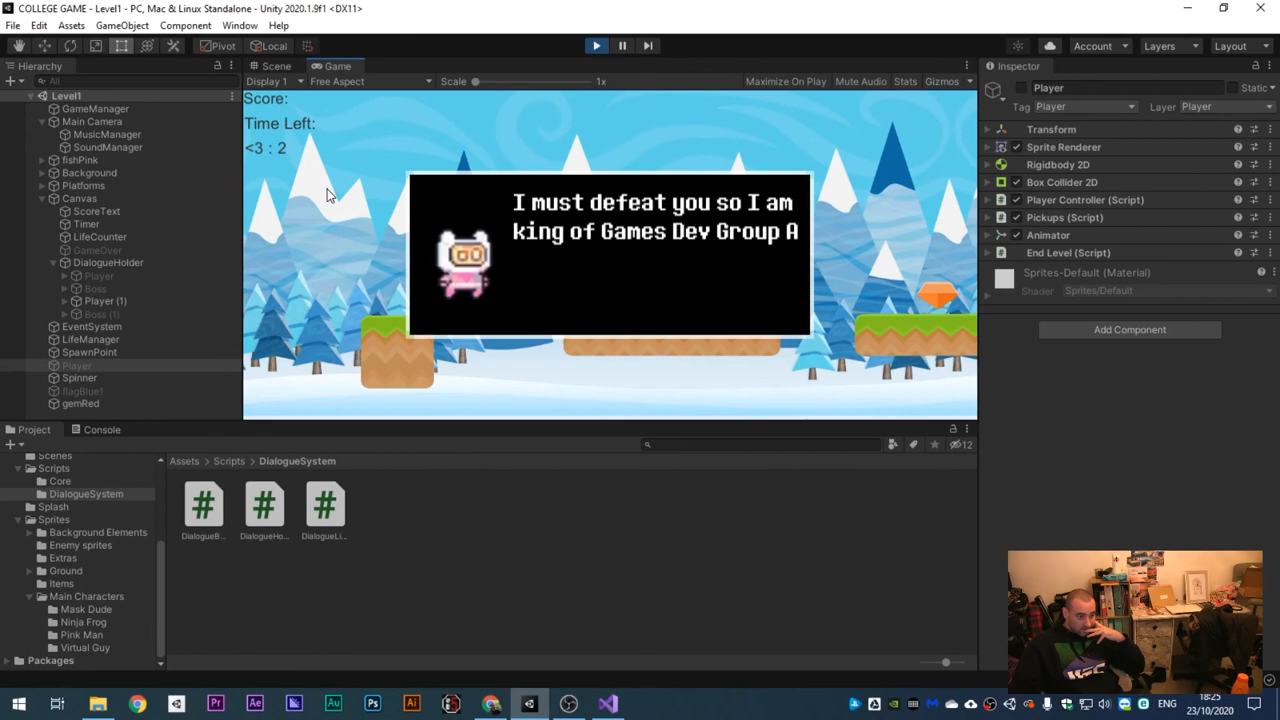 COLLEGE GAME - Level1 - PC, Mac & Linux Standalone - Unity 2020.1.9f1 <DX11>
File Edit Assets GameObject Component Window Help
Pivot Local Account Layers Layout
Hierarchy Scene Game Inspector
All Display 1 Free Aspect Scale 1x Maximize On Play Mute Audio Stats Gizmos
Level1
GameManager
Main Camera
MusicManager
SoundManager
fishPink
Background
Platforms
Canvas
ScoreText
Timer
LifeCounter
GameOver
DialogueHolder
Player
Boss
Player (1)
Boss (1)
EventSystem
LifeManager
SpawnPoint
Player
Spinner
flagBlue1
gemRed
Score:
Time Left:
<3 : 2
I must defeat you so I am
king of Games Dev Group A
Player Static
Tag Player Layer Player
Transform
Sprite Renderer
Rigidbody 2D
Box Collider 2D
Player Controller (Script)
Pickups (Script)
Animator
End Level (Script)
Sprites-Default (Material)
Shader Sprites/Default
Add Component
Project Console
12
Scenes
Scripts
Core
DialogueSystem
Splash
Sprites
Background Elements
Enemy sprites
Extras
Ground
Items
Main Characters
Mask Dude
Ninja Frog
Pink Man
Virtual Guy
Packages
Assets > Scripts > DialogueSystem
DialogueB... DialogueHo... DialogueLi...
ENG
18:25
23/10/2020